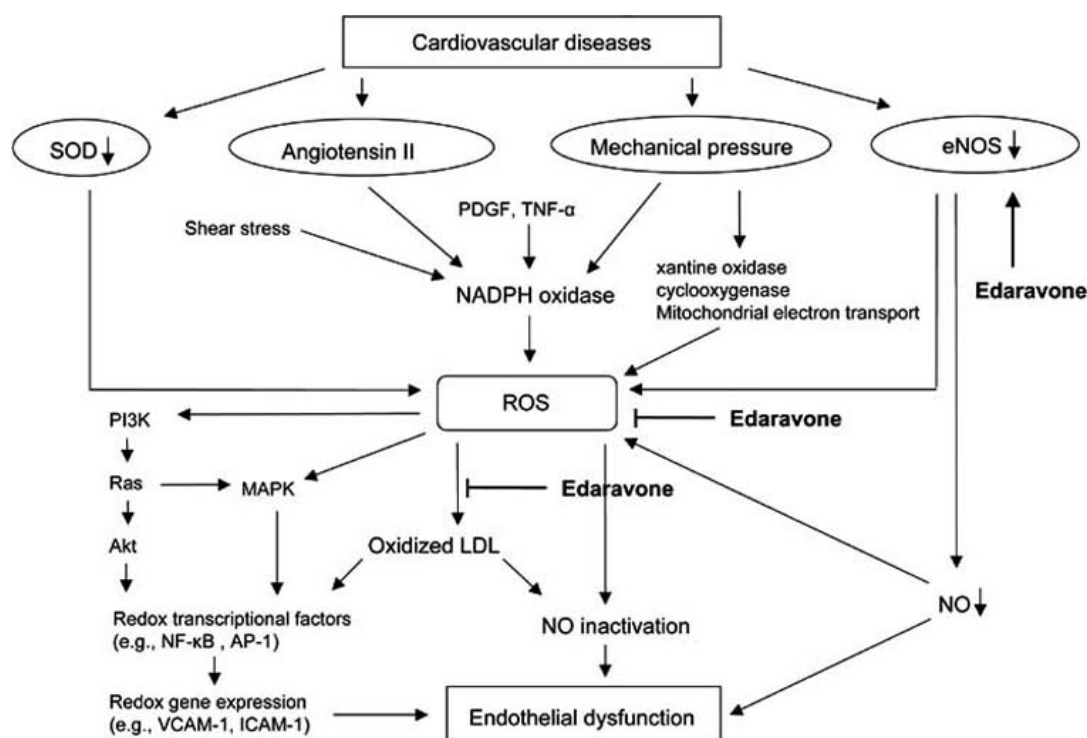 Cardiovascular diseases
SOD ↓
Angiotensin II
Mechanical pressure
eNOS ↓
PDGF, TNF-α
Shear stress
xantine oxidase
cyclooxygenase
Mitochondrial electron transport
Edaravone
NADPH oxidase
ROS
Edaravone
PI3K
Ras
MAPK
Edaravone
Akt
Oxidized LDL
NO ↓
Redox transcriptional factors
(e.g., NF-κB , AP-1)
NO inactivation
Redox gene expression
(e.g., VCAM-1, ICAM-1)
Endothelial dysfunction